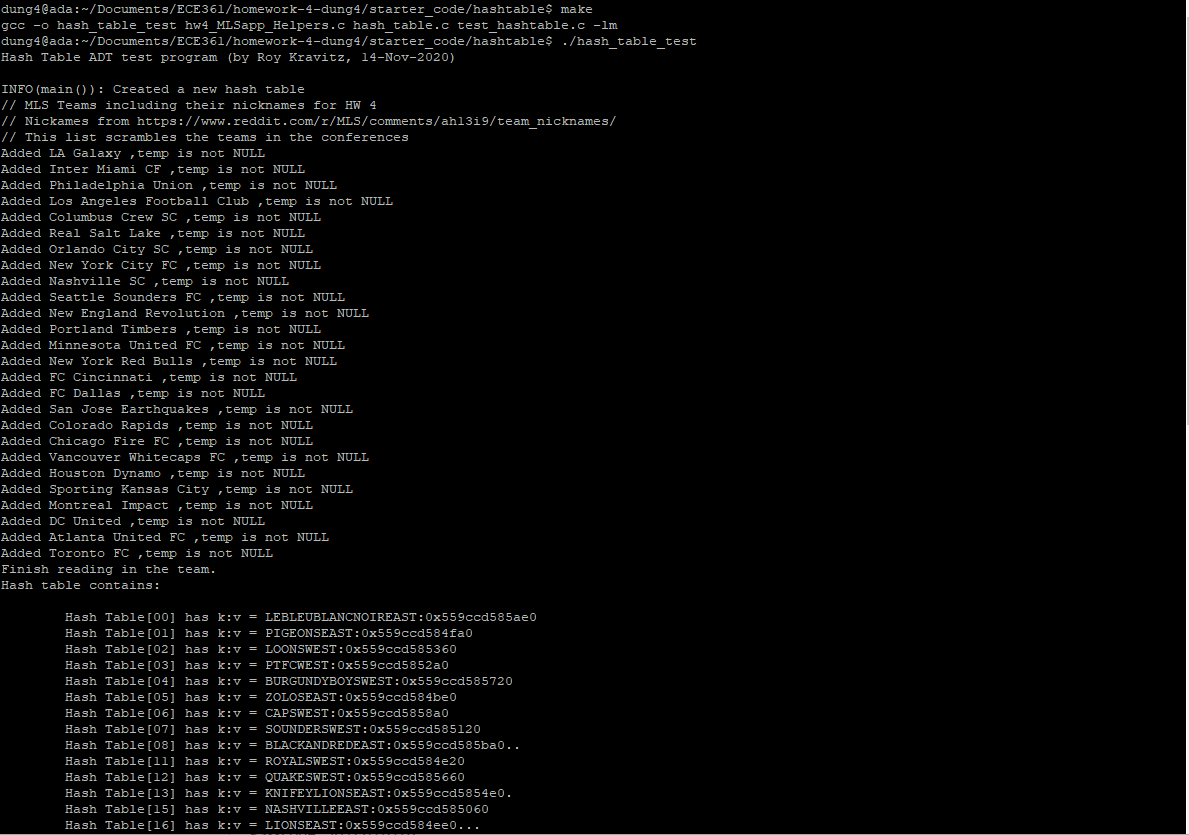 dung4@ada:~/Documents/ECE361/homework-4-dung4/starter_code/hashtable$ make
gcc -o hash_table_test hw4_MLSapp_Helpers.c hash_table.c test_hashtable.c -lm
dung4@ada:~/Documents/ECE361/homework-4-dung4/starter_code/hashtable$ ./hash_table_test
Hash Table ADT test program (by Roy Kravitz, 14-Nov-2020)
INFO(main()): Created a new hash table
// MLS Teams including their nicknames for HW 4
// Nickames from https://www.reddit.com/r/MLS/comments/ah13i9/team_nicknames/
// This list scrambles the teams in the conferences
Added LA Galaxy ,temp is not NULL
Added Inter Miami CF ,temp is not NULL
Added Philadelphia Union ,temp is not NULL
Added Los Angeles Football Club ,temp is not NULL
Added Columbus Crew SC ,temp is not NULL
Added Real Salt Lake ,temp is not NULL
Added Orlando City SC ,temp is not NULL
Added New York City FC ,temp is not NULL
Added Nashville SC ,temp is not NULL
Added Seattle Sounders FC ,temp is not NULL
Added New England Revolution ,temp is not NULL
Added Portland Timbers ,temp is not NULL
Added Minnesota United FC ,temp is not NULL
Added New York Red Bulls ,temp is not NULL
Added FC Cincinnati ,temp is not NULL
Added FC Dallas ,temp is not NULL
Added San Jose Earthquakes ,temp is not NULL
Added Colorado Rapids ,temp is not NULL
Added Chicago Fire FC ,temp is not NULL
Added Vancouver Whitecaps FC ,temp is not NULL
Added Houston Dynamo ,temp is not NULL
Added Sporting Kansas City ,temp is not NULL
Added Montreal Impact ,temp is not NULL
Added DC United ,temp is not NULL
Added Atlanta United FC ,temp is not NULL
Added Toronto FC ,temp is not NULL
Finish reading in the team.
Hash table contains:
Hash Table[00] has k:v = LEBLEUBLANCNOIREAST:0x559ccd585ae0
Hash Table[01] has k:v = PIGEONSEAST:0x559ccd584fa0
Hash Table[02] has k:v = LOONSWEST:0x559ccd585360
Hash Table[03] has k:v = PTFCWEST:0x559ccd5852a0
Hash Table[04] has k:v = BURGUNDYBOYSWEST:0x559ccd585720
Hash Table[05] has k:v = ZOLOSEAST:0x559ccd584be0
Hash Table[06] has k:v = CAPSWEST:0x559ccd5858a0
Hash Table[07] has k:v = SOUNDERSWEST:0x559ccd585120
Hash Table[08] has k:v = BLACKANDREDEAST:0x559ccd585ba0..
Hash Table[11] has k:v = ROYALSWEST:0x559ccd584e20
Hash Table[12] has k:v = QUAKESWEST:0x559ccd585660
Hash Table[13] has k:v = KNIFEYLIONSEAST:0x559ccd5854e0.
Hash Table[15] has k:v = NASHVILLEEAST:0x559ccd585060
Hash Table[16] has k:v = LIONSEAST:0x559ccd584ee0...